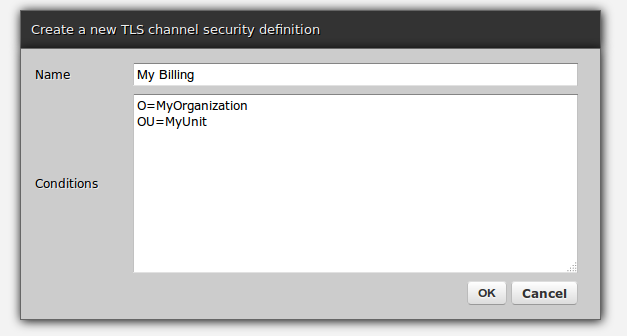 Create a new TLS channel security definition
Name
My Billing
Conditions
O=MyOrganization
OU=MyUnit
OK
Cancel